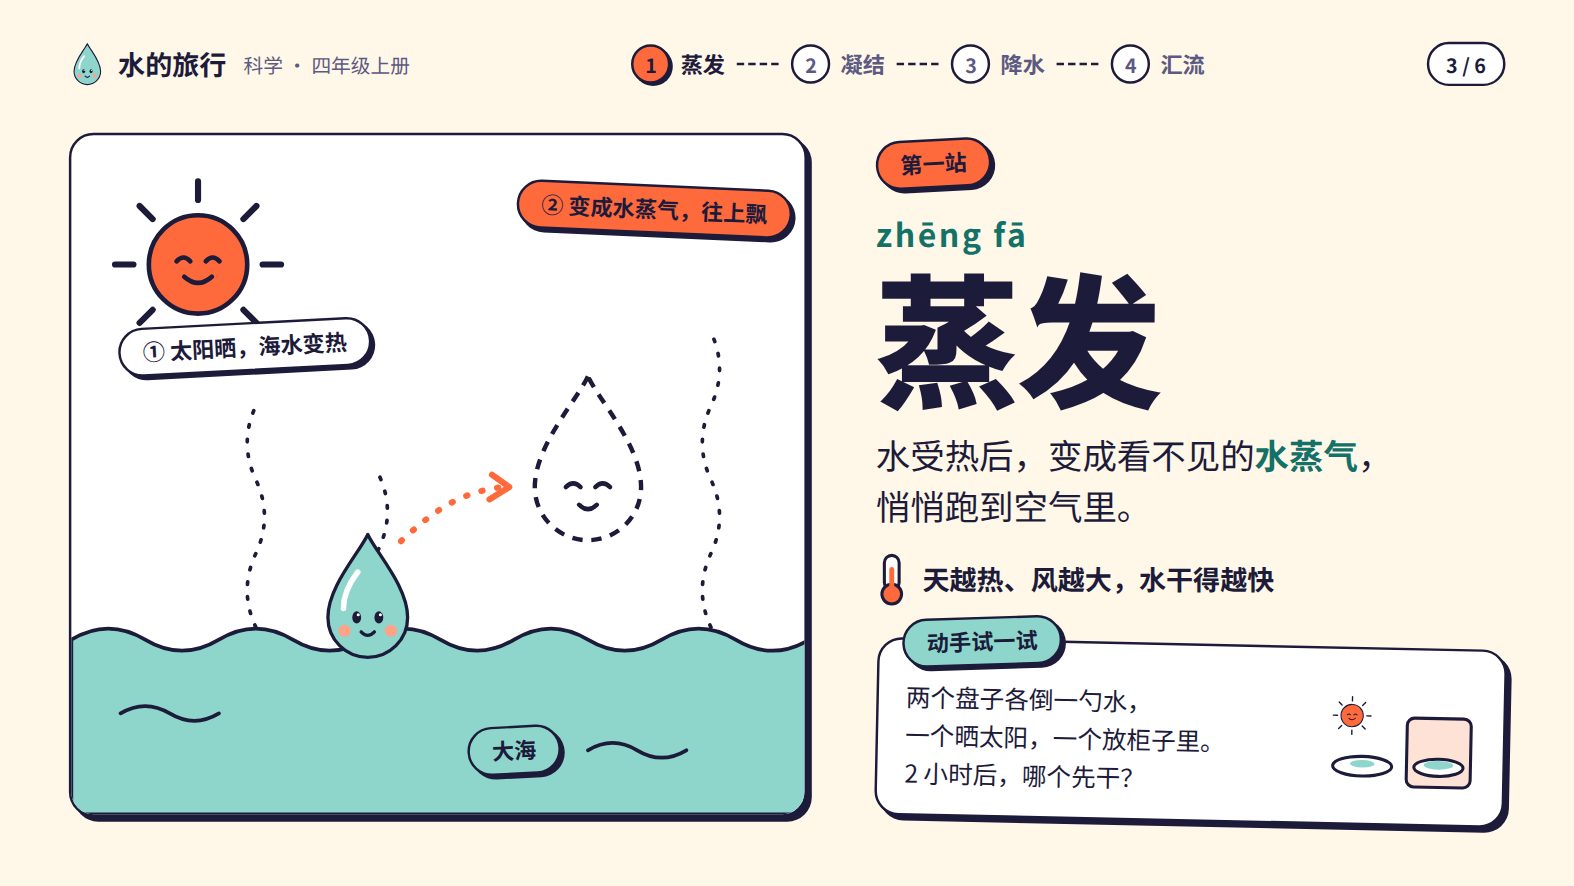 水的旅行 科学・四年级上册
1 蒸发 2 凝结 3 降水 4 汇流
3 / 6
② 变成水蒸气，往上飘
① 太阳晒，海水变热
大海
第一站
zhēng fā
蒸发
水受热后，变成看不见的水蒸气，
悄悄跑到空气里。
天越热、风越大，水干得越快
动手试一试
两个盘子各倒一勺水，
一个晒太阳，一个放柜子里。
2 小时后，哪个先干？